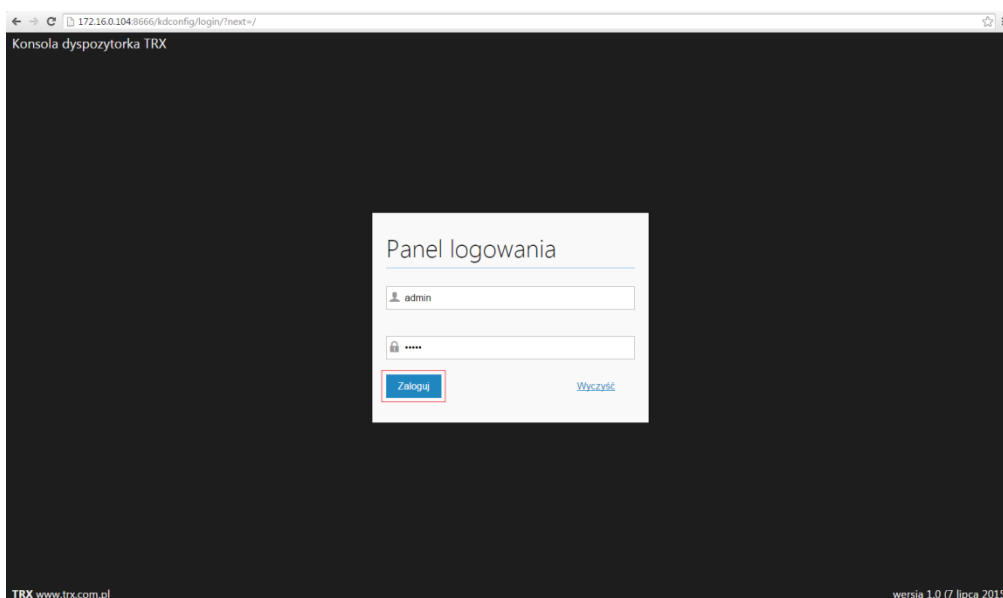 172.16.0.104:8666/kdconfig/login/?next=/
Konsola dyspozytorka TRX
Panel logowania
admin
•••••
Zaloguj
Wyczyść
TRX www.trx.com.pl
wersja 1.0 (7 lipca